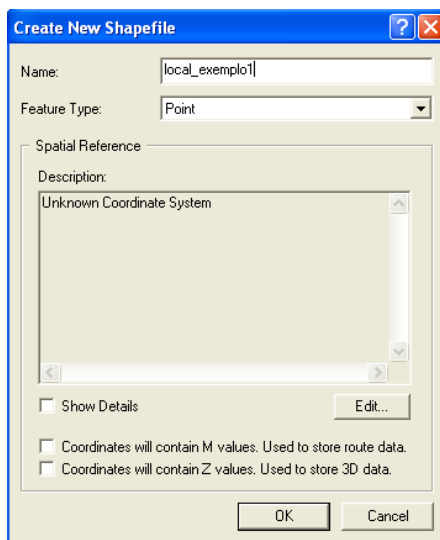 Create New Shapefile
Name: local_exemplo1
Feature Type: Point
Spatial Reference
Description:
Unknown Coordinate System
Show Details Edit...
Coordinates will contain M values. Used to store route data.
Coordinates will contain Z values. Used to store 3D data.
OK Cancel